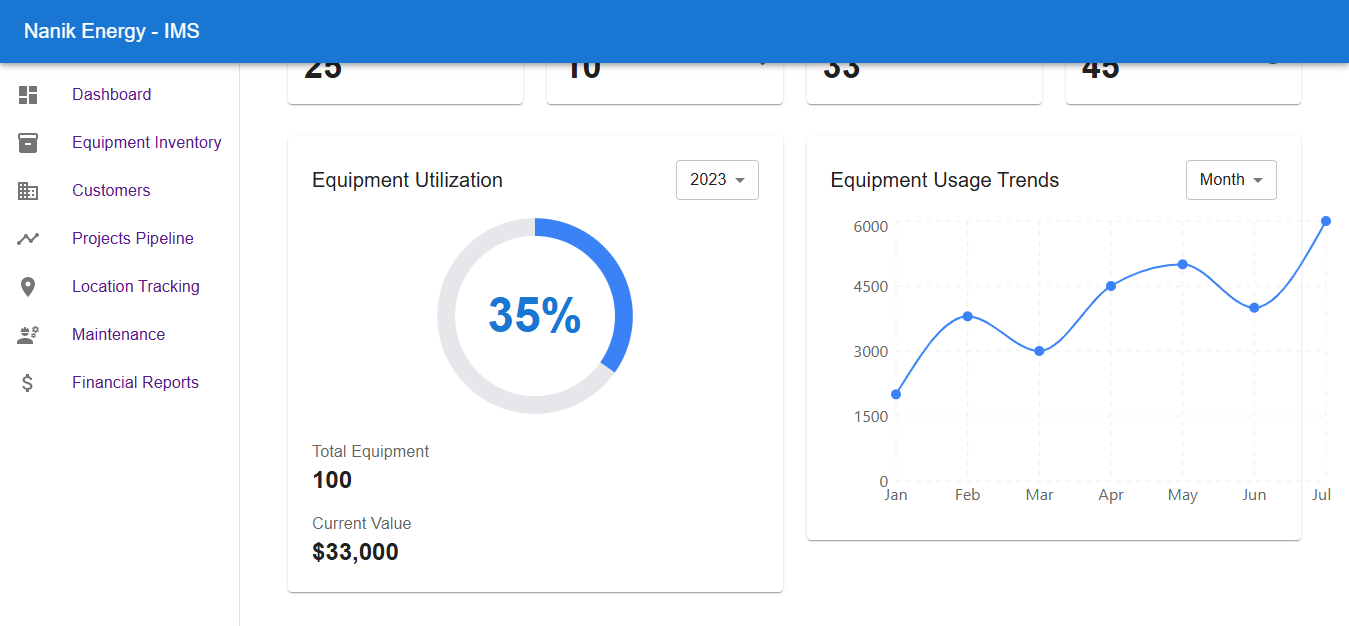 Nanik Energy - IMS
25 10 33 45
Dashboard
Equipment Inventory
Customers
Projects Pipeline
Location Tracking
Maintenance
Financial Reports
Equipment Utilization
2023
35%
Total Equipment
100
Current Value
$33,000
Equipment Usage Trends
Month
6000
4500
3000
1500
0
Jan Feb Mar Apr May Jun Jul